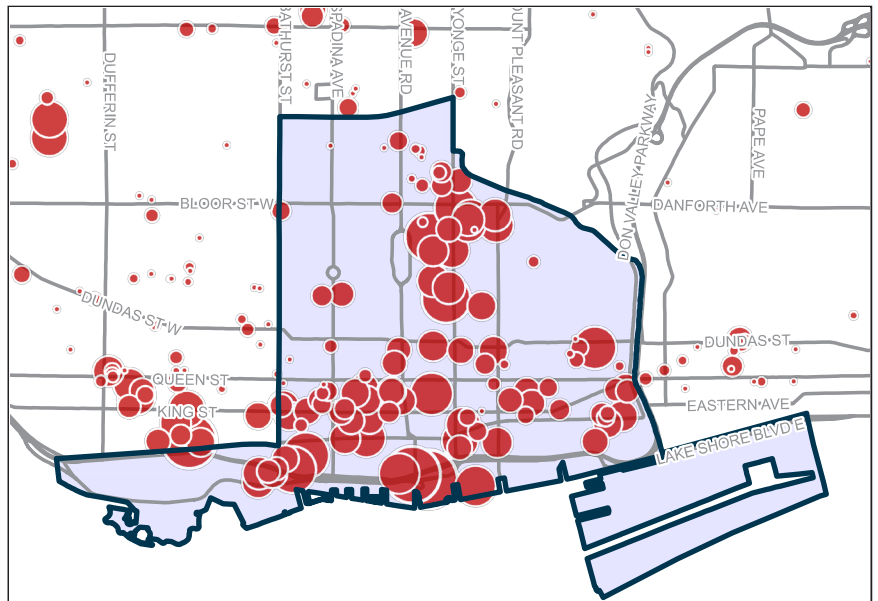 DUFFERIN ST
BATHURST ST
SPADINA AVE
AVENUE RD
YONGE ST
OUNT PLEASANT RD
DON VALLEY PARKWAY
PAPE AVE
BLOOR ST W
DANFORTH AVE
DUNDAS ST W
DUNDAS ST
QUEEN ST
EASTERN AVE
KING ST
LAKE SHORE BLVD E